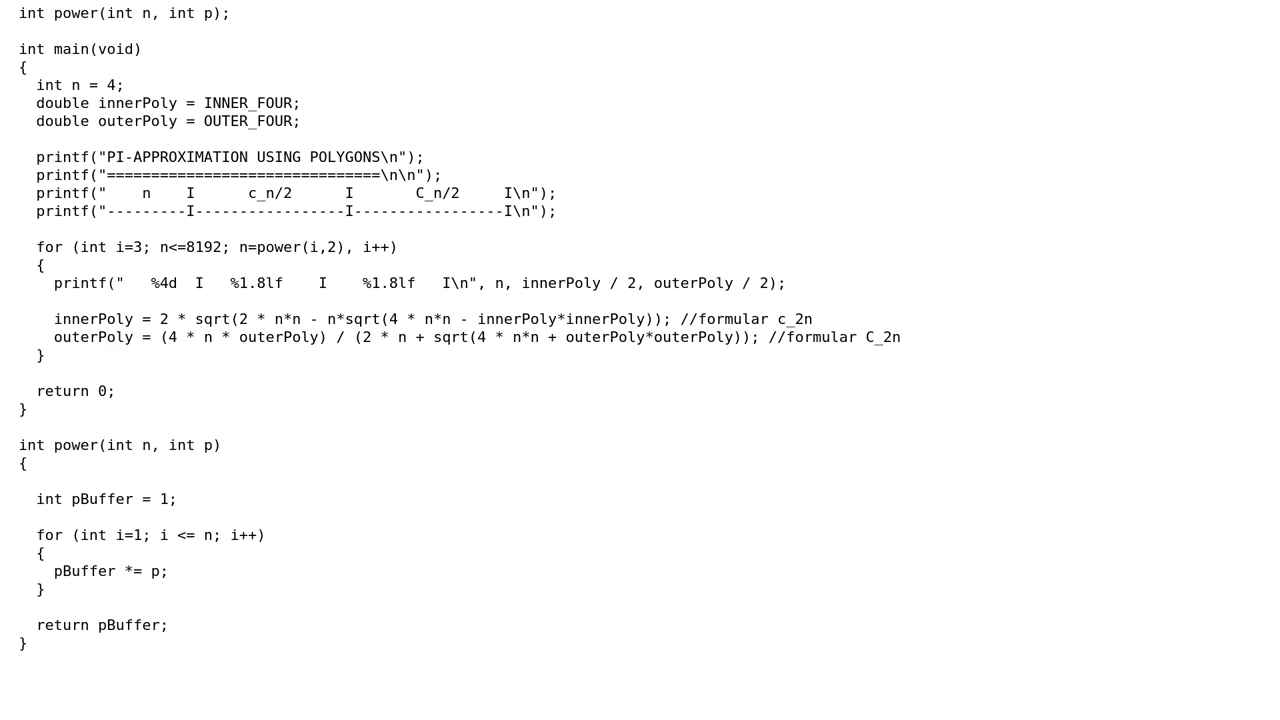 int power(int n, int p);

int main(void)
{
  int n = 4;
  double innerPoly = INNER_FOUR;
  double outerPoly = OUTER_FOUR;

  printf("PI-APPROXIMATION USING POLYGONS\n");
  printf("===============================\n\n");
  printf("    n    I      c_n/2      I       C_n/2     I\n");
  printf("---------I-----------------I-----------------I\n");

  for (int i=3; n<=8192; n=power(i,2), i++)
  {
    printf("   %4d  I   %1.8lf    I    %1.8lf   I\n", n, innerPoly / 2, outerPoly / 2);

    innerPoly = 2 * sqrt(2 * n*n - n*sqrt(4 * n*n - innerPoly*innerPoly)); //formular c_2n
    outerPoly = (4 * n * outerPoly) / (2 * n + sqrt(4 * n*n + outerPoly*outerPoly)); //formular C_2n
  }

  return 0;
}

int power(int n, int p)
{

  int pBuffer = 1;

  for (int i=1; i <= n; i++)
  {
    pBuffer *= p;
  }

  return pBuffer;
}